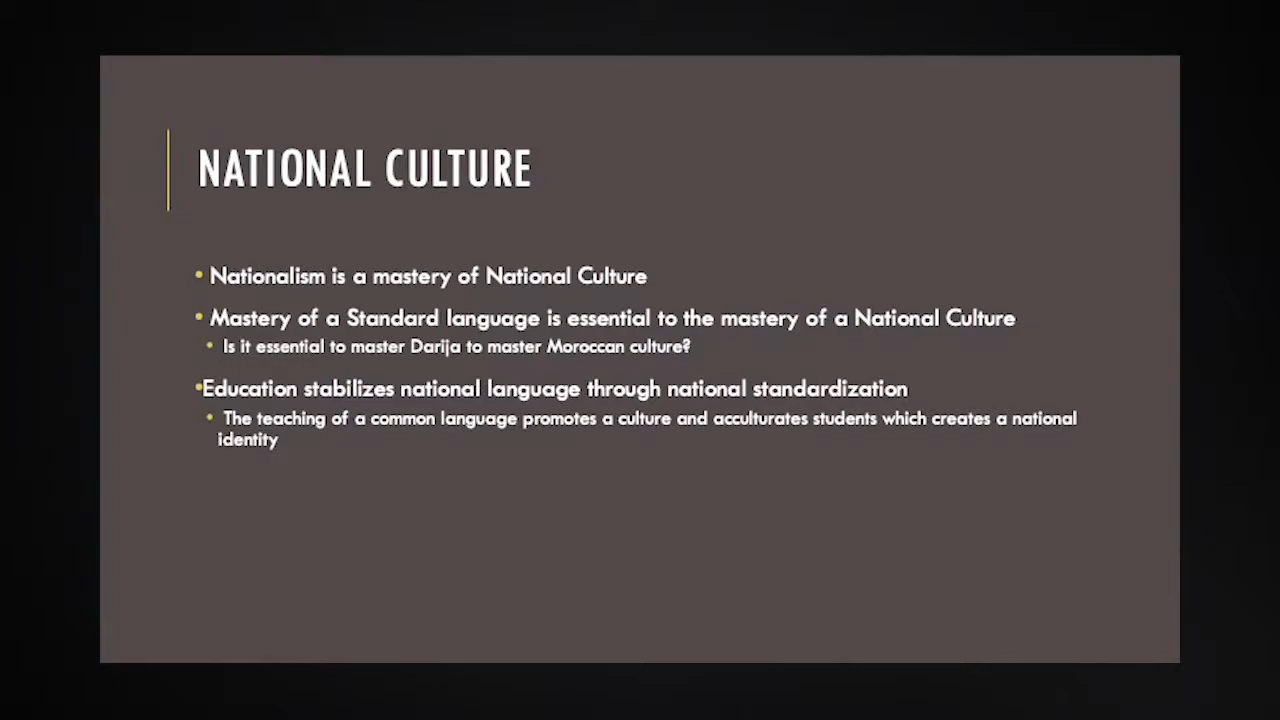 NATIONAL CULTURE
• Nationalism is a mastery of National Culture
• Mastery of a Standard language is essential to the mastery of a National Culture
• Is it essential to master Darija to master Moroccan culture?
•Education stabilizes national language through national standardization
• The teaching of a common language promotes a culture and acculturates students which creates a national
identity